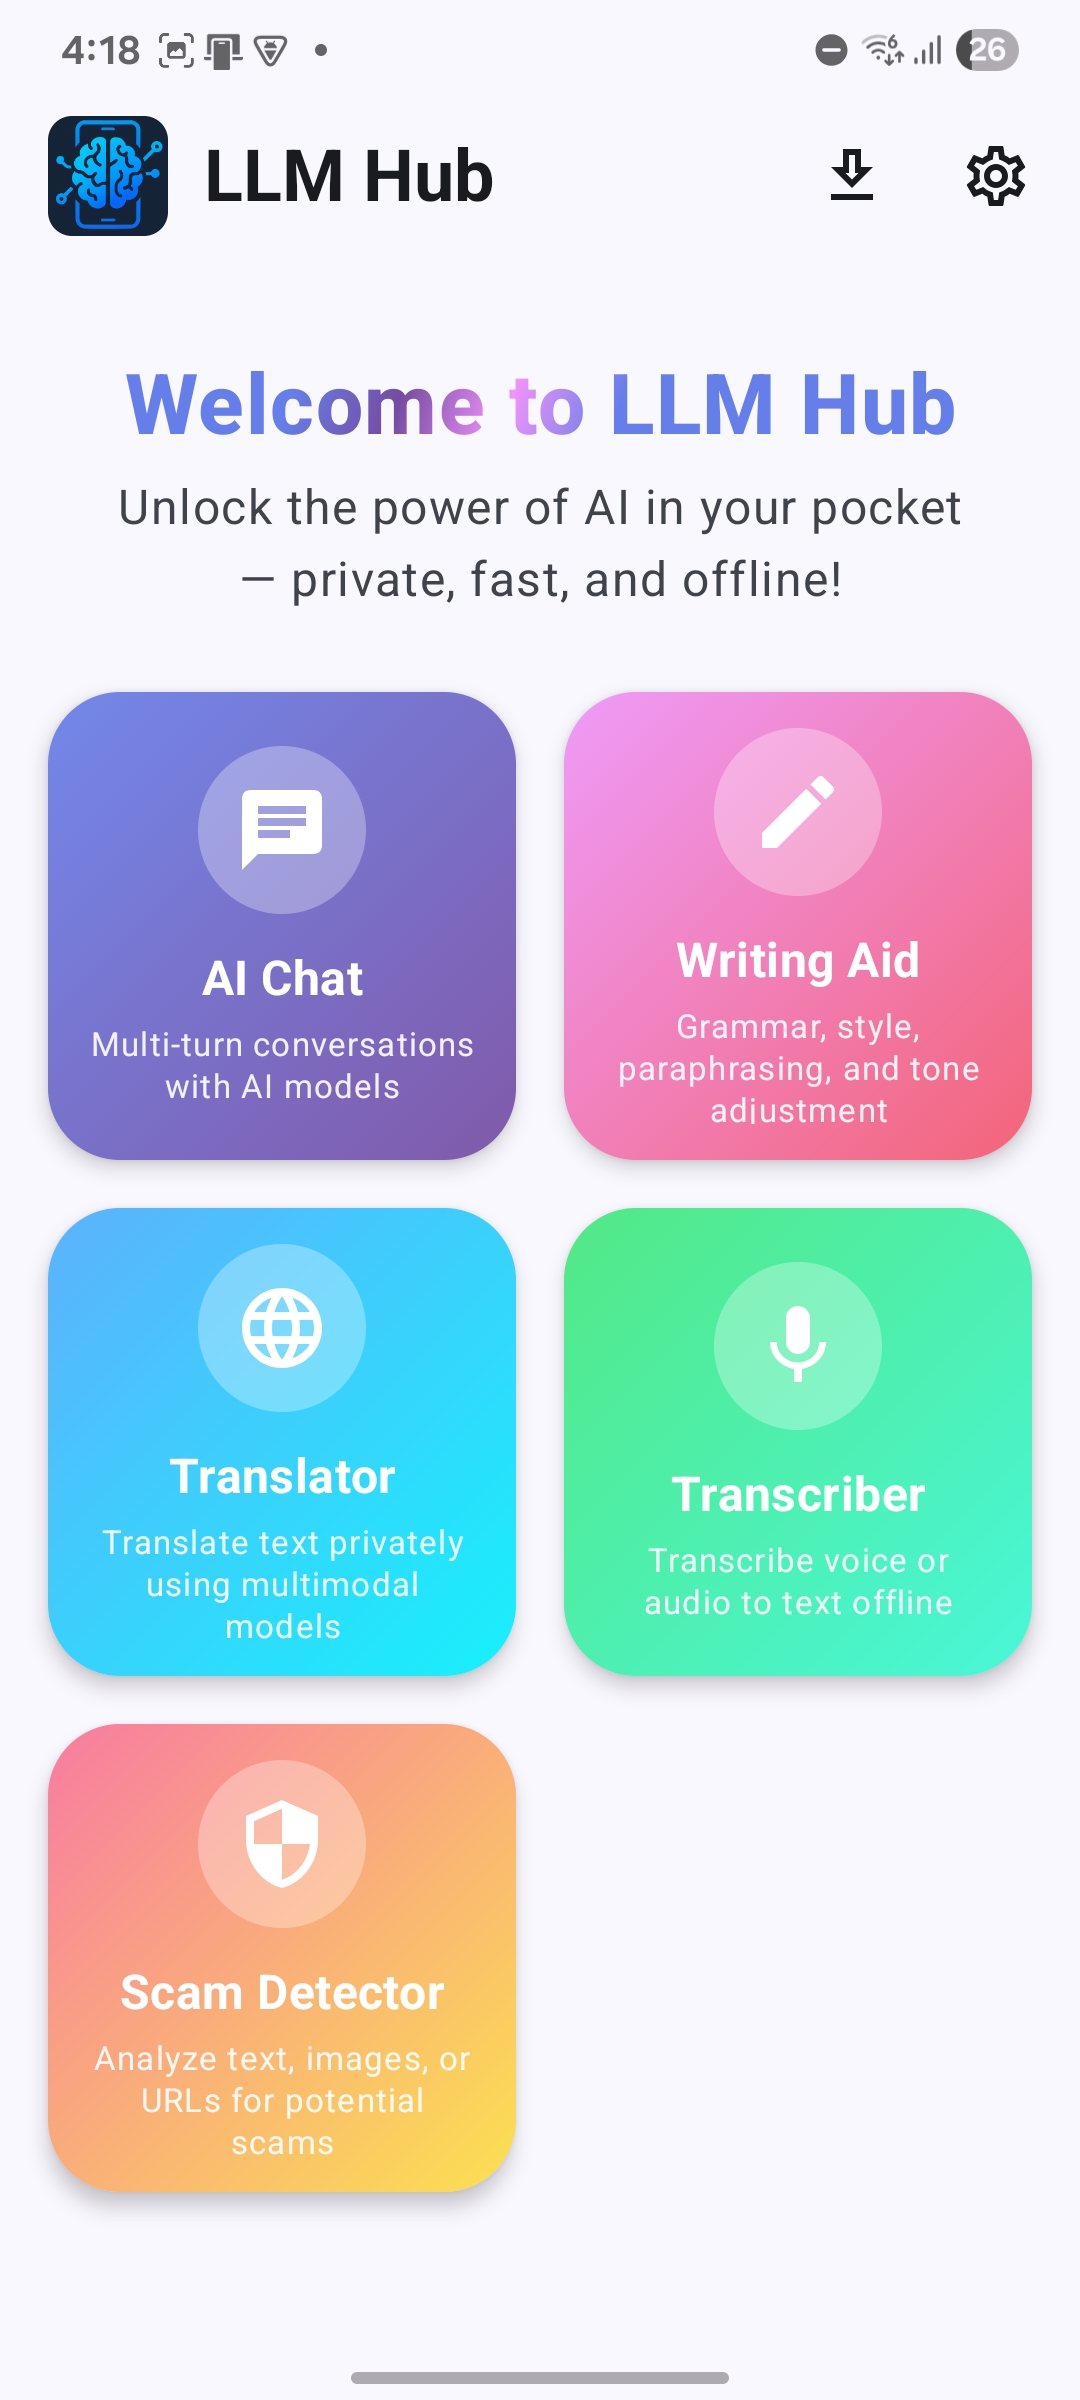 4:18
6
26
LLM Hub
Welcome to LLM Hub
Unlock the power of AI in your pocket
— private, fast, and offline!
AI Chat
Multi-turn conversations
with AI models
Writing Aid
Grammar, style,
paraphrasing, and tone
adjustment
Translator
Translate text privately
using multimodal
models
Transcriber
Transcribe voice or
audio to text offline
Scam Detector
Analyze text, images, or
URLs for potential
scams